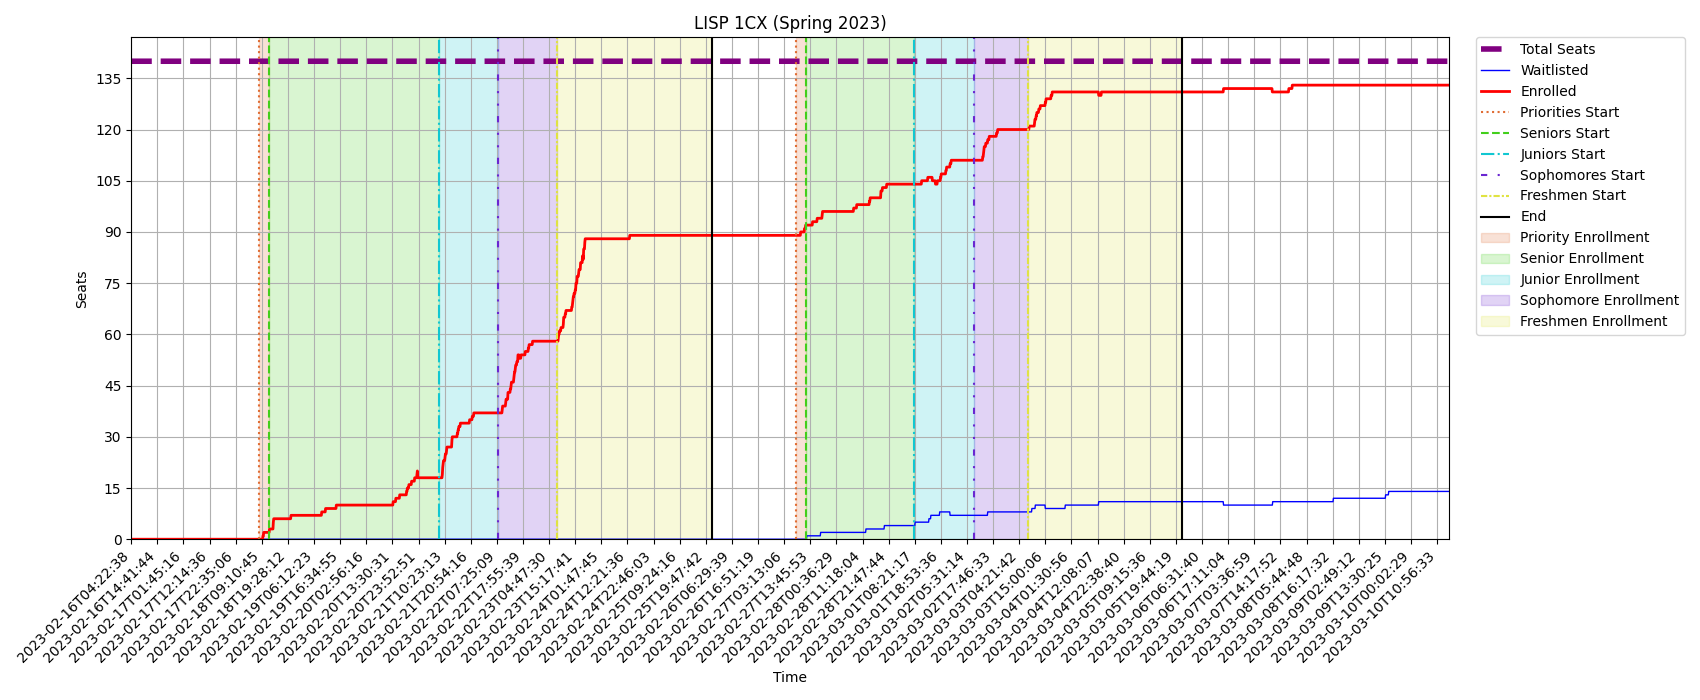 LISP 1CX (Spring 2023)
Seats
135
120
105
90
75
60
45
30
15
0
2023-02-16T04:22:38
2023-02-16T14:41:44
2023-02-17T01:45:16
2023-02-17T12:14:36
2023-02-17T22:35:06
2023-02-18T09:10:45
2023-02-18T19:28:12
2023-02-19T06:12:23
2023-02-19T16:34:55
2023-02-20T02:56:16
2023-02-20T13:30:31
2023-02-20T23:52:51
2023-02-21T10:23:13
2023-02-21T20:54:16
2023-02-22T07:25:09
2023-02-22T17:55:39
2023-02-23T04:47:30
2023-02-23T15:17:41
2023-02-24T01:47:45
2023-02-24T12:21:36
2023-02-24T22:46:03
2023-02-25T09:24:16
2023-02-25T19:47:42
2023-02-26T06:29:39
2023-02-26T16:51:19
2023-02-27T03:13:06
2023-02-27T13:45:53
2023-02-28T00:36:29
2023-02-28T11:18:04
2023-02-28T21:47:44
2023-03-01T08:21:17
2023-03-01T18:53:36
2023-03-02T05:31:14
2023-03-02T17:46:33
2023-03-03T04:21:42
2023-03-03T15:00:06
2023-03-04T01:30:56
2023-03-04T12:08:07
2023-03-04T22:38:40
2023-03-05T09:15:36
2023-03-05T19:44:19
2023-03-06T06:31:40
2023-03-06T17:11:04
2023-03-07T03:36:59
2023-03-07T14:17:52
2023-03-08T05:44:48
2023-03-08T16:17:32
2023-03-09T02:49:12
2023-03-09T13:30:25
2023-03-10T00:02:29
2023-03-10T10:56:33
Time
Total Seats
Waitlisted
Enrolled
Priorities Start
Seniors Start
Juniors Start
Sophomores Start
Freshmen Start
End
Priority Enrollment
Senior Enrollment
Junior Enrollment
Sophomore Enrollment
Freshmen Enrollment